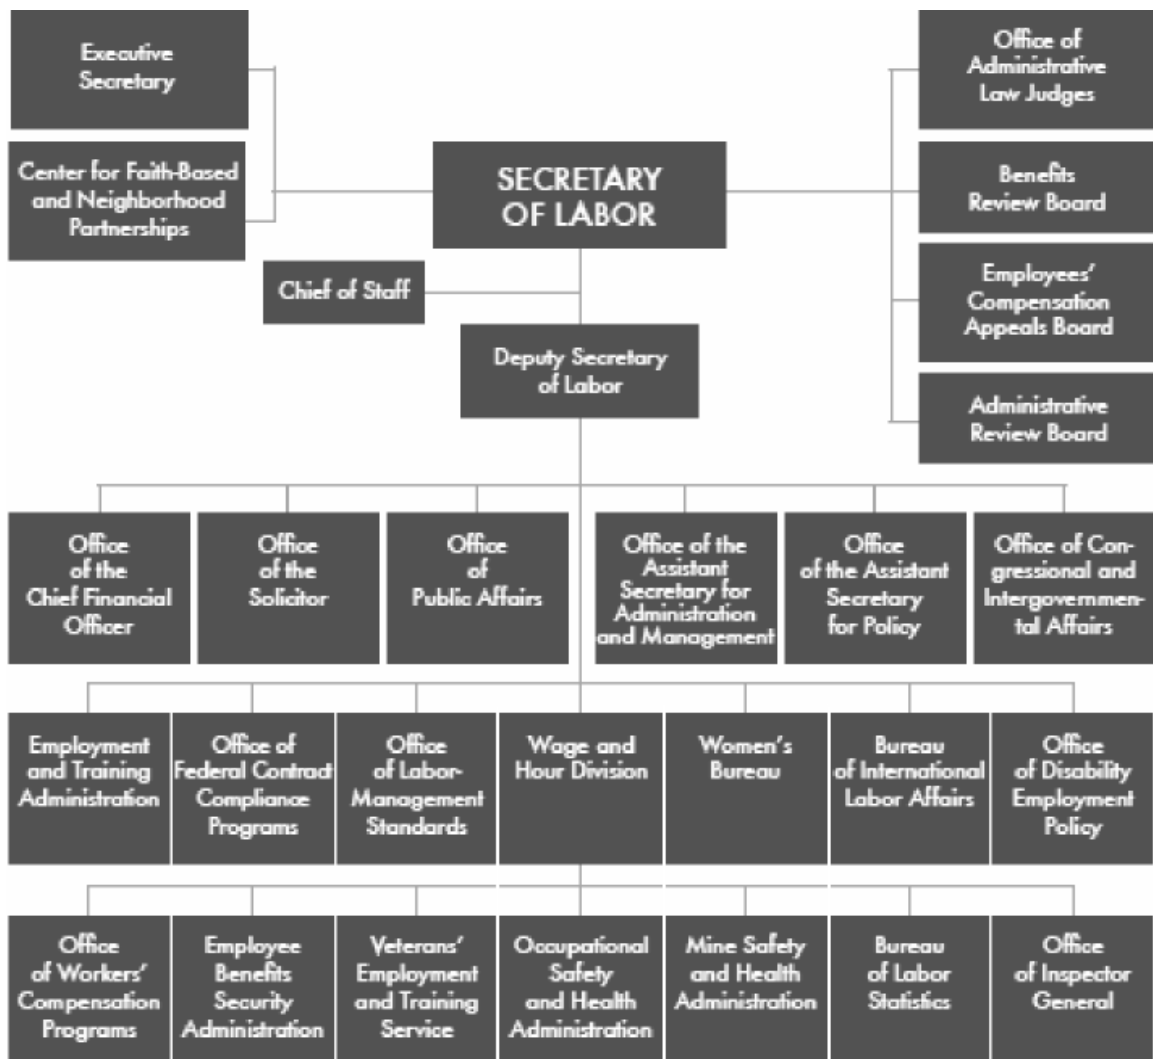 Executive
Secretary
Center for Faith-Based
and Neighborhood
Partnerships
SECRETARY
OF LABOR
Chief of Staff
Deputy Secretary
of Labor
Office of
Administrative
Law Judges
Benefits
Review Board
Employees'
Compensation
Appeals Board
Administrative
Review Board
Office
of the
Chief Financial
Officer
Office
of the
Solicitor
Office
of
Public Affairs
Office of the
Assistant
Secretary for
Administration
and Management
Office
of the Assistant
Secretary
for Policy
Office of Con-
gressional and
Intergovernmen-
tal Affairs
Employment
and Training
Administration
Office of
Federal Contract
Compliance
Programs
Office
of Labor-
Management
Standards
Wage and
Hour Division
Women's
Bureau
Bureau
of International
Labor Affairs
Office
of Disability
Employment
Policy
Office
of Workers'
Compensation
Programs
Employee
Benefits
Security
Administration
Veterans'
Employment
and Training
Service
Occupational
Safety
and Health
Administration
Mine Safety
and Health
Administration
Bureau
of Labor
Statistics
Office
of Inspector
General